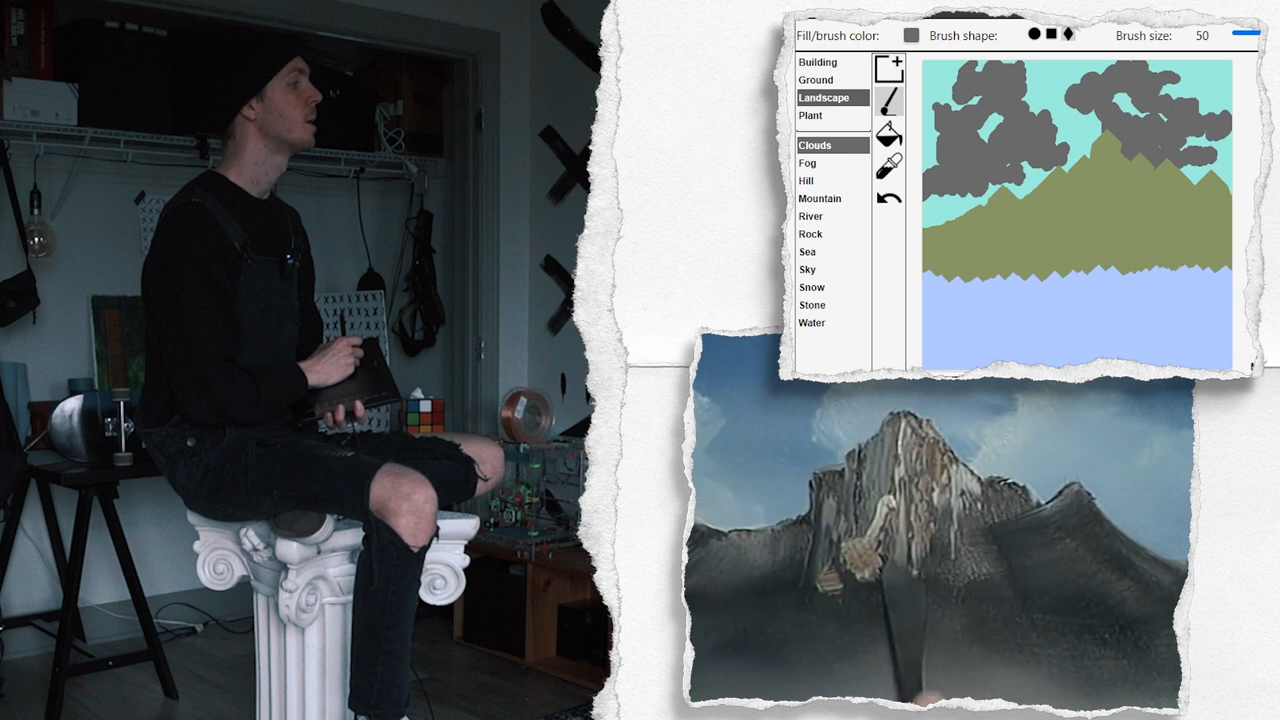 Fill/brush color: Brush shape: Brush size: 50
Building
Ground
Landscape
Plant
Clouds
Fog
Hill
Mountain
River
Rock
Sea
Sky
Snow
Stone
Water